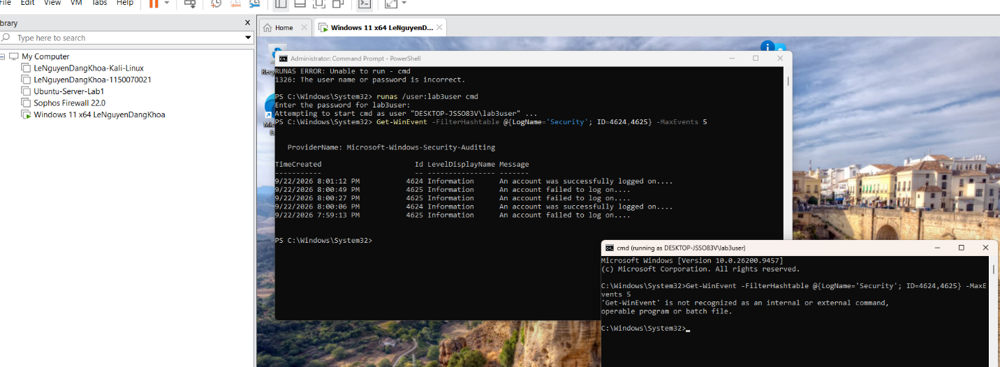 File Edit View VM Tabs Help
Library
Type here to search
My Computer
LeNguyenDangKhoa-Kali-Linux
LeNguyenDangKhoa-1150070021
Ubuntu-Server-Lab1
Sophos Firewall 22.0
Windows 11 x64 LeNguyenDangKhoa
Home
Windows 11 x64 LeNguyenD...
Administrator: Command Prompt - PowerShell
RUNAS ERROR: Unable to run - cmd
1326: The user name or password is incorrect.
PS C:\Windows\System32> runas /user:lab3user cmd
Enter the password for lab3user:
Attempting to start cmd as user "DESKTOP-JSSO83V\lab3user" ...
PS C:\Windows\System32> Get-WinEvent -FilterHashtable @{LogName='Security'; ID=4624,4625} -MaxEvents 5
ProviderName: Microsoft-Windows-Security-Auditing
TimeCreated Id LevelDisplayName Message
----------- -- ---------------- -------
9/22/2026 8:01:12 PM 4624 Information An account was successfully logged on....
9/22/2026 8:00:49 PM 4625 Information An account failed to log on....
9/22/2026 8:00:27 PM 4625 Information An account failed to log on....
9/22/2026 8:00:06 PM 4624 Information An account was successfully logged on....
9/22/2026 7:59:13 PM 4625 Information An account failed to log on....
PS C:\Windows\System32>
cmd (running as DESKTOP-JSSO83V\lab3user)
Microsoft Windows [Version 10.0.26200.9457]
(c) Microsoft Corporation. All rights reserved.
C:\Windows\System32>Get-WinEvent -FilterHashtable @{LogName='Security'; ID=4624,4625} -MaxE
vents 5
'Get-WinEvent' is not recognized as an internal or external command,
operable program or batch file.
C:\Windows\System32>